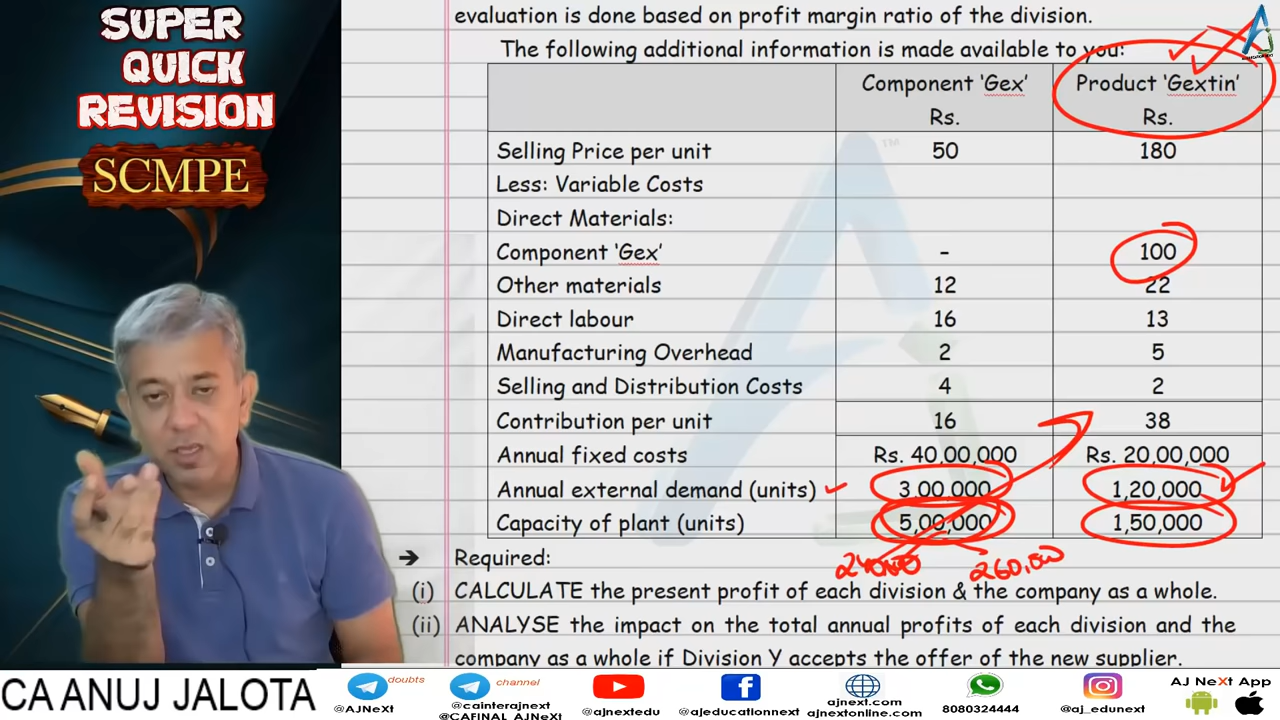 SUPER
QUICK
REVISION
SCMPE
evaluation is done based on profit margin ratio of the division.
The following additional information is made available to you:
Component ‘Gex’ Rs. Product ‘Gextin’ Rs.
Selling Price per unit 50 180
Less: Variable Costs
Direct Materials:
Component ‘Gex’ - 100
Other materials 12 22
Direct labour 16 13
Manufacturing Overhead 2 5
Selling and Distribution Costs 4 2
Contribution per unit 16 38
Annual fixed costs Rs. 40,00,000 Rs. 20,00,000
Annual external demand (units) 3,00,000 1,20,000
Capacity of plant (units) 5,00,000 1,50,000
260,000
→ Required:
(i) CALCULATE the present profit of each division & the company as a whole.
(ii) ANALYSE the impact on the total annual profits of each division and the
company as a whole if Division Y accepts the offer of the new supplier.
CA ANUJ JALOTA
doubts
@AJNeXt
channel
@cainterajnext
@CAFINAL_AJNeXt
@ajnextedu
@ajeducationnext
ajnext.com
ajnextonline.com
8080324444
@aj_edunext
AJ NeXt App